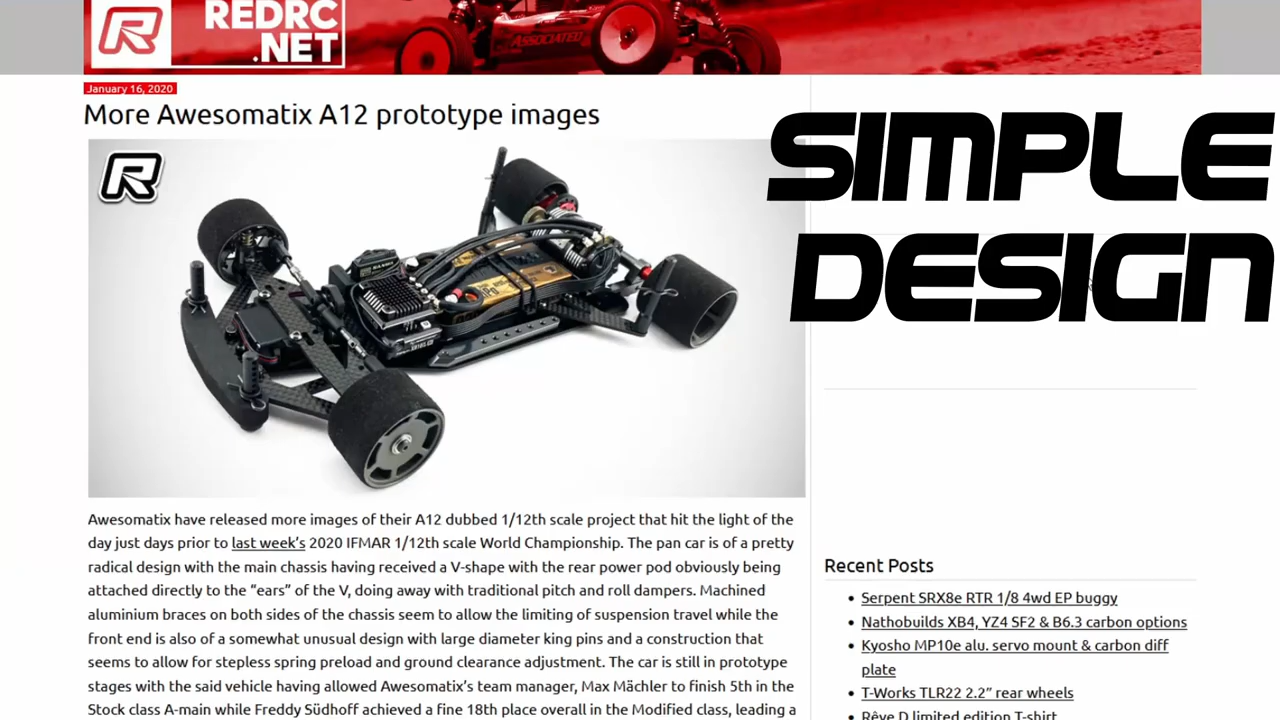 REDRC
.NET
ASSOCIATED
January 16, 2020
More Awesomatix A12 prototype images
SIMPLE
DESIGN
Awesomatix have released more images of their A12 dubbed 1/12th scale project that hit the light of the
day just days prior to last week’s 2020 IFMAR 1/12th scale World Championship. The pan car is of a pretty
radical design with the main chassis having received a V-shape with the rear power pod obviously being
attached directly to the “ears” of the V, doing away with traditional pitch and roll dampers. Machined
aluminium braces on both sides of the chassis seem to allow the limiting of suspension travel while the
front end is also of a somewhat unusual design with large diameter king pins and a construction that
seems to allow for stepless spring preload and ground clearance adjustment. The car is still in prototype
stages with the said vehicle having allowed Awesomatix’s team manager, Max Mächler to finish 5th in the
Stock class A-main while Freddy Südhoff achieved a fine 18th place overall in the Modified class, leading a
Recent Posts
Serpent SRX8e RTR 1/8 4wd EP buggy
Nathobuilds XB4, YZ4 SF2 & B6.3 carbon options
Kyosho MP10e alu. servo mount & carbon diff
plate
T-Works TLR22 2.2” rear wheels
Rêve D limited edition T-shirt